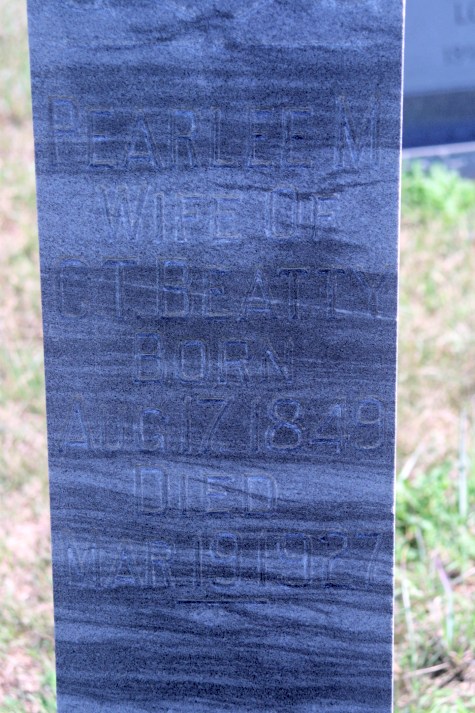 PEARLEE M
WIFE OF
C T. BEATTY
BORN
AUG 17 1849
DIED
MAR 19 1927